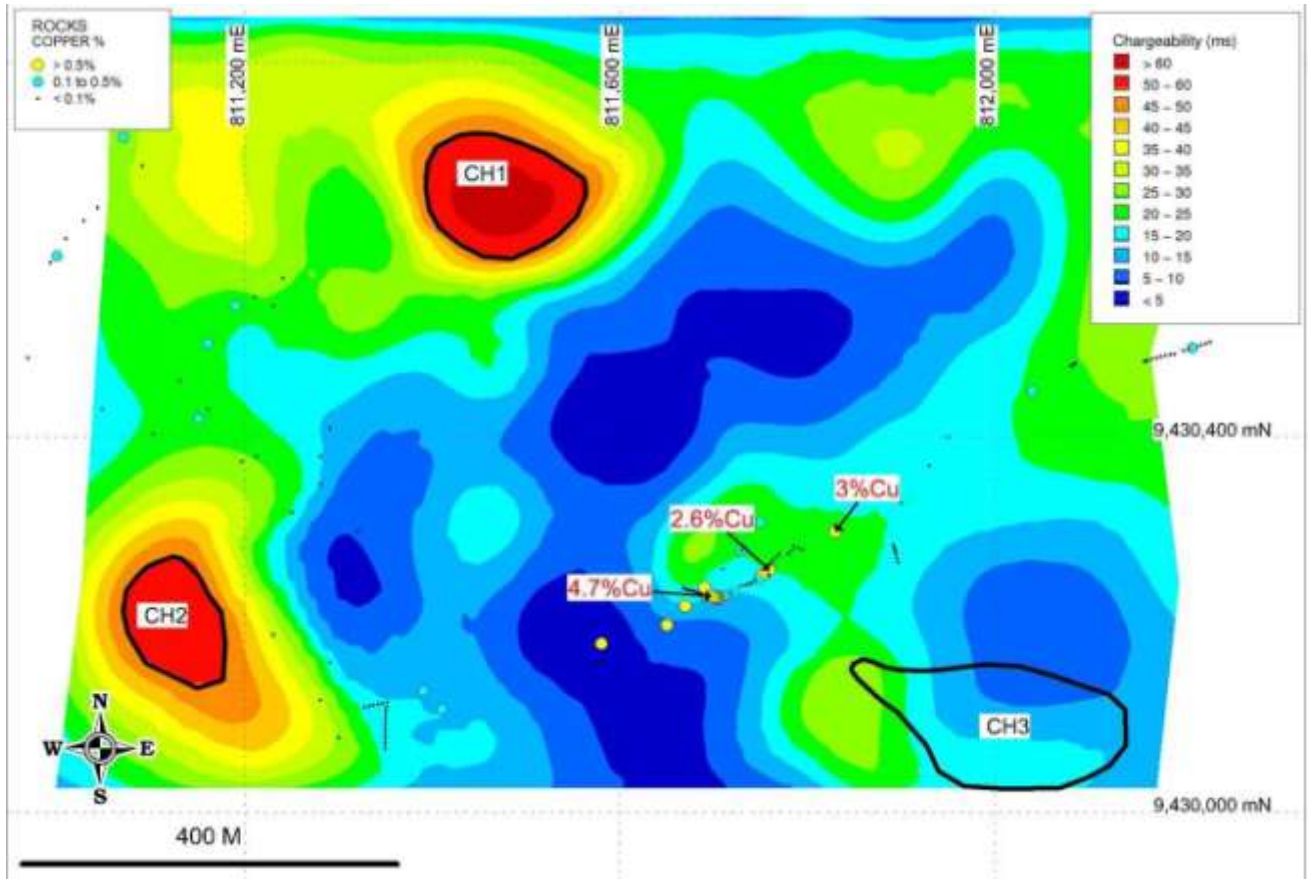 ROCKS
COPPER %
> 0.5%
0.1 to 0.5%
< 0.1%
811,200 mE
811,600 mE
812,000 mE
Chargeability (ms)
> 60
50 – 60
45 – 50
40 – 45
35 – 40
30 – 35
25 – 30
20 – 25
15 – 20
10 – 15
5 – 10
< 5
CH1
9,430,400 mN
3%Cu
2.6%Cu
4.7%Cu
CH2
CH3
N
W E
S
9,430,000 mN
400 M